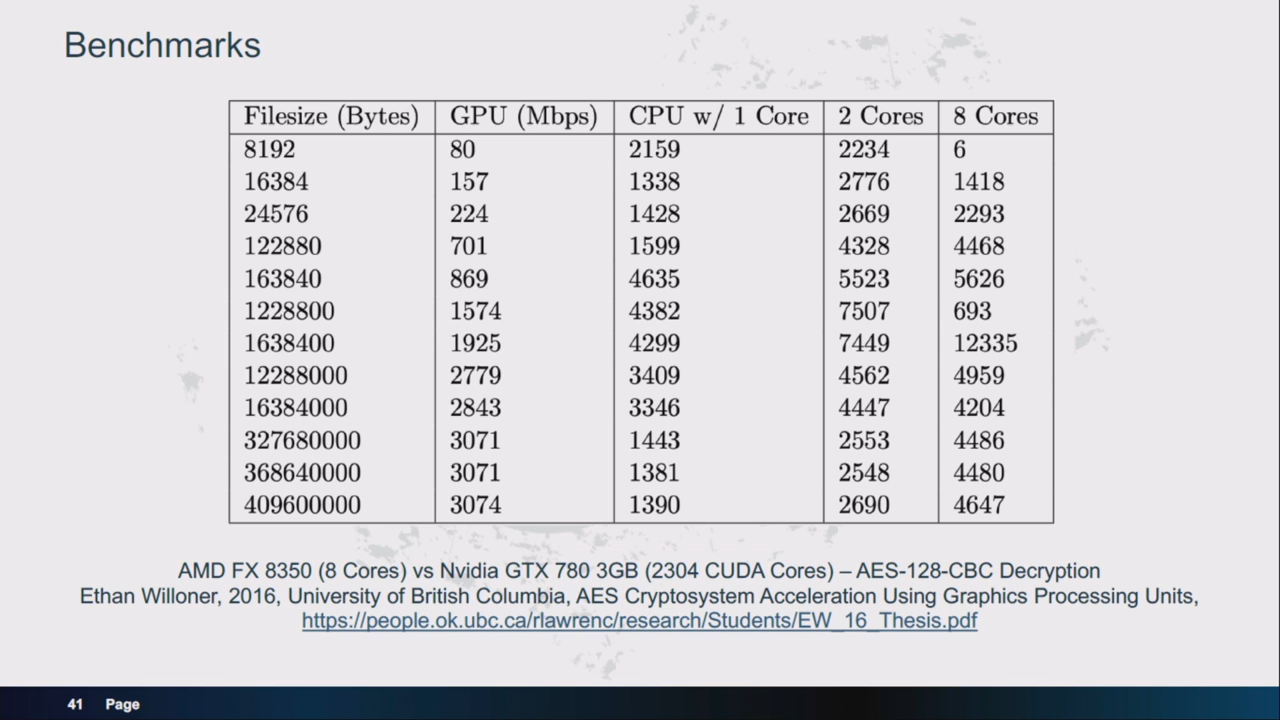 Benchmarks
Filesize (Bytes) GPU (Mbps) CPU w/ 1 Core 2 Cores 8 Cores
8192 80 2159 2234 6
16384 157 1338 2776 1418
24576 224 1428 2669 2293
122880 701 1599 4328 4468
163840 869 4635 5523 5626
1228800 1574 4382 7507 693
1638400 1925 4299 7449 12335
12288000 2779 3409 4562 4959
16384000 2843 3346 4447 4204
327680000 3071 1443 2553 4486
368640000 3071 1381 2548 4480
409600000 3074 1390 2690 4647
AMD FX 8350 (8 Cores) vs Nvidia GTX 780 3GB (2304 CUDA Cores) – AES-128-CBC Decryption
Ethan Willoner, 2016, University of British Columbia, AES Cryptosystem Acceleration Using Graphics Processing Units,
https://people.ok.ubc.ca/rlawrenc/research/Students/EW_16_Thesis.pdf
41 Page